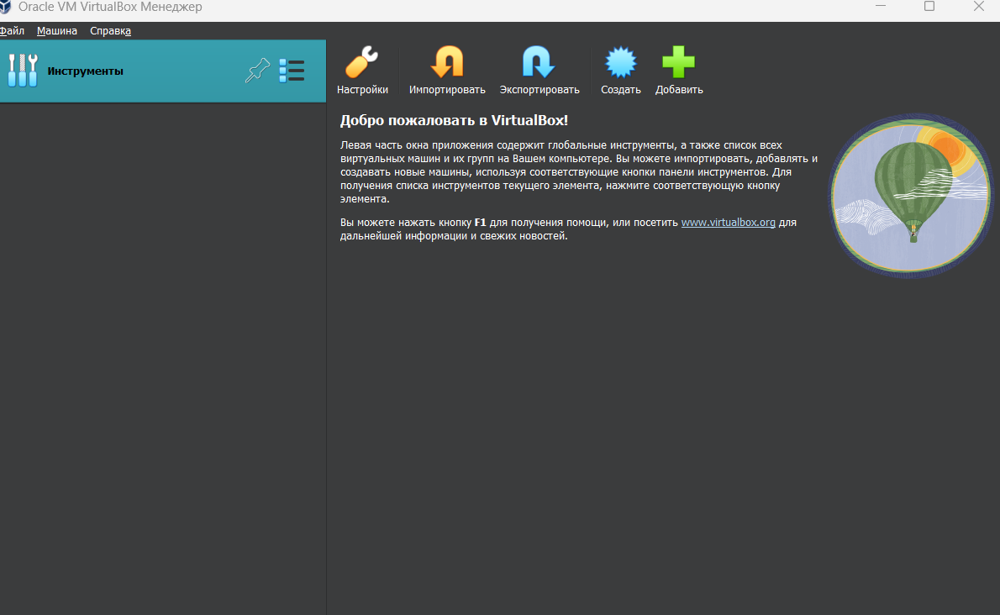 Oracle VM VirtualBox Менеджер
Файл Машина Справка
Инструменты
Настройки Импортировать Экспортировать Создать Добавить
Добро пожаловать в VirtualBox!
Левая часть окна приложения содержит глобальные инструменты, а также список всех
виртуальных машин и их групп на Вашем компьютере. Вы можете импортировать, добавлять и
создавать новые машины, используя соответствующие кнопки панели инструментов. Для
получения списка инструментов текущего элемента, нажмите соответствующую кнопку
элемента.
Вы можете нажать кнопку F1 для получения помощи, или посетить www.virtualbox.org для
дальнейшей информации и свежих новостей.